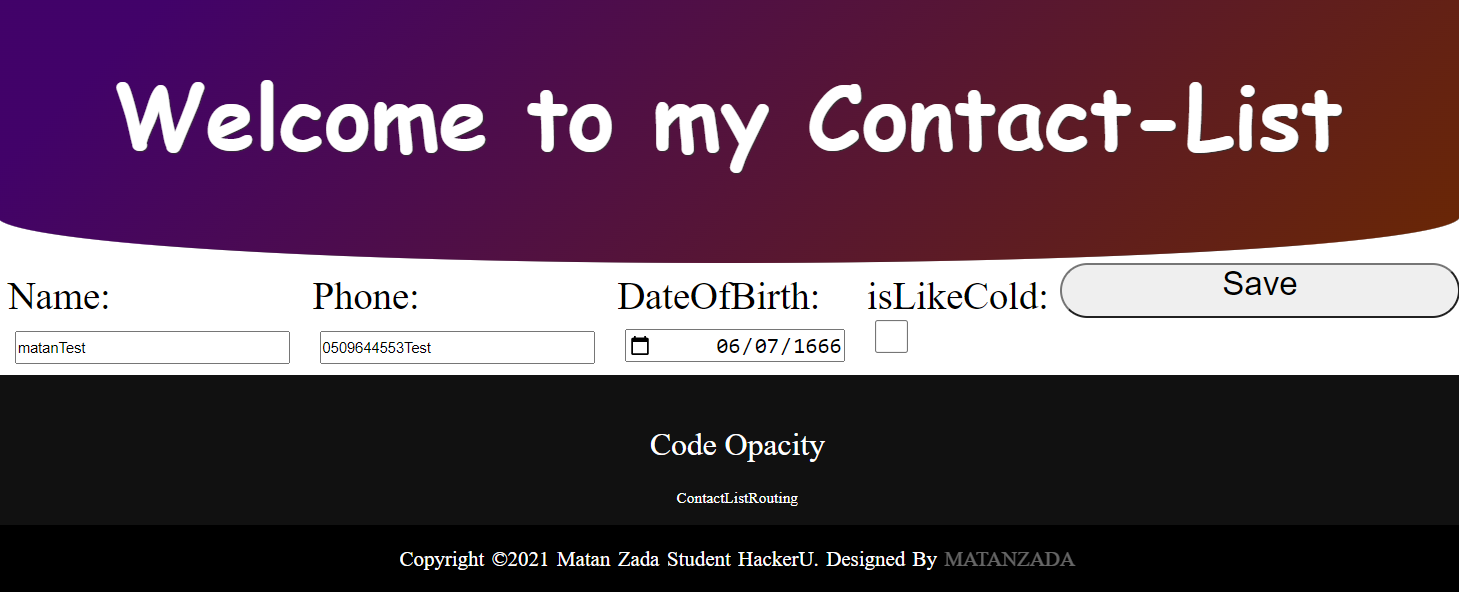 Welcome to my Contact-List
Name: Phone: DateOfBirth: isLikeCold: Save
matanTest 0509644553Test 06/07/1666
Code Opacity
ContactListRouting
Copyright ©2021 Matan Zada Student HackerU. Designed By MATANZADA